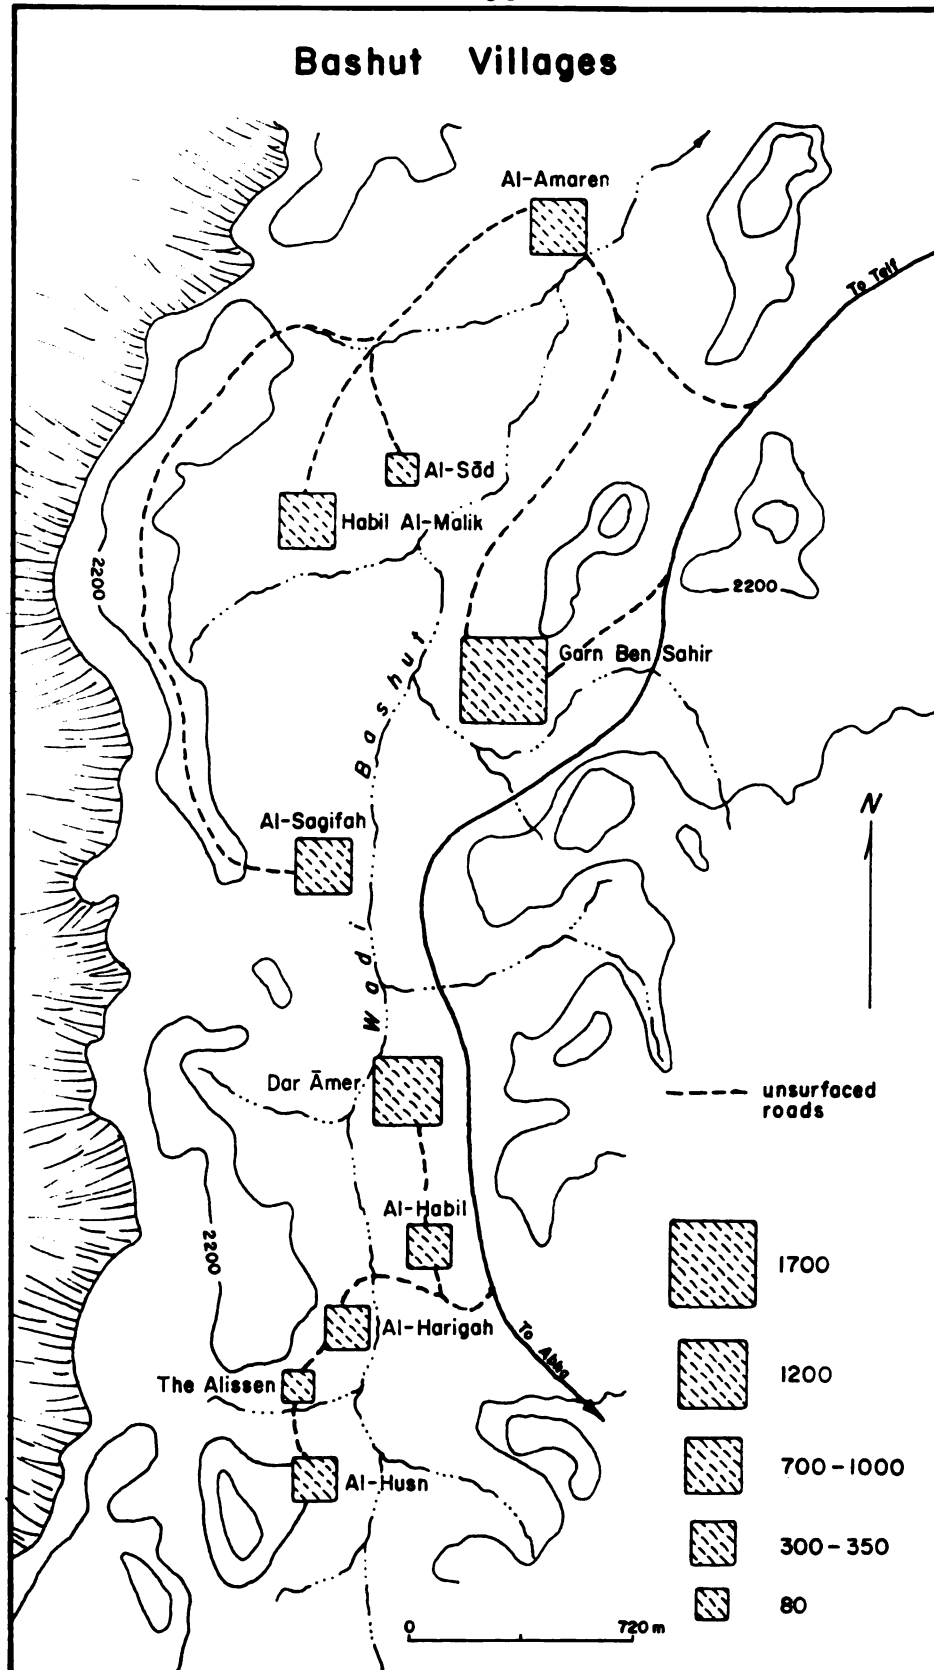 Bashut Villages
Al-Amaren
To Taif
Al-Sād
Habil Al-Malik
2200
2200
Garn Ben Sahir
Wadi Bashut
Al-Sagifah
N
Dar Āmer
unsurfaced
roads
Al-Habil
2200
1700
Al-Harigah
To Abha
The Alissen
1200
Al-Husn
700-1000
300-350
80
0 720 m